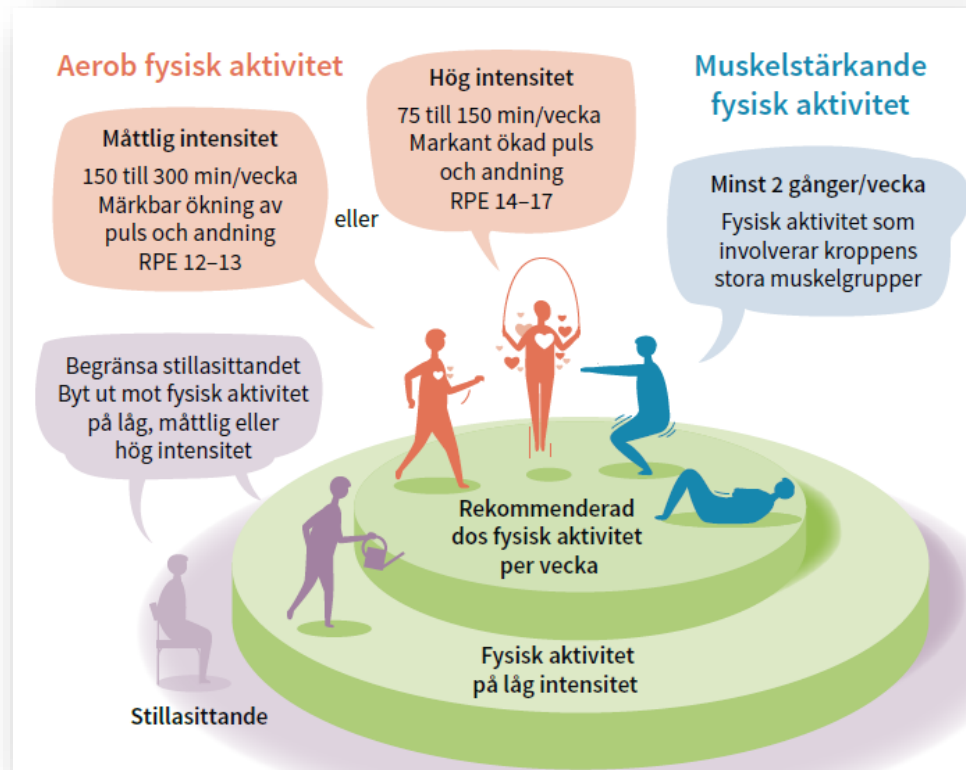 Aerob fysisk aktivitet
Måttlig intensitet
150 till 300 min/vecka
Märkbar ökning av
puls och andning
RPE 12–13
eller
Hög intensitet
75 till 150 min/vecka
Markant ökad puls
och andning
RPE 14–17
Muskelstärkande
fysisk aktivitet
Minst 2 gånger/vecka
Fysisk aktivitet som
involverar kroppens
stora muskelgrupper
Begränsa stillasittandet
Byt ut mot fysisk aktivitet
på låg, måttlig eller
hög intensitet
Rekommenderad
dos fysisk aktivitet
per vecka
Fysisk aktivitet
på låg intensitet
Stillasittande